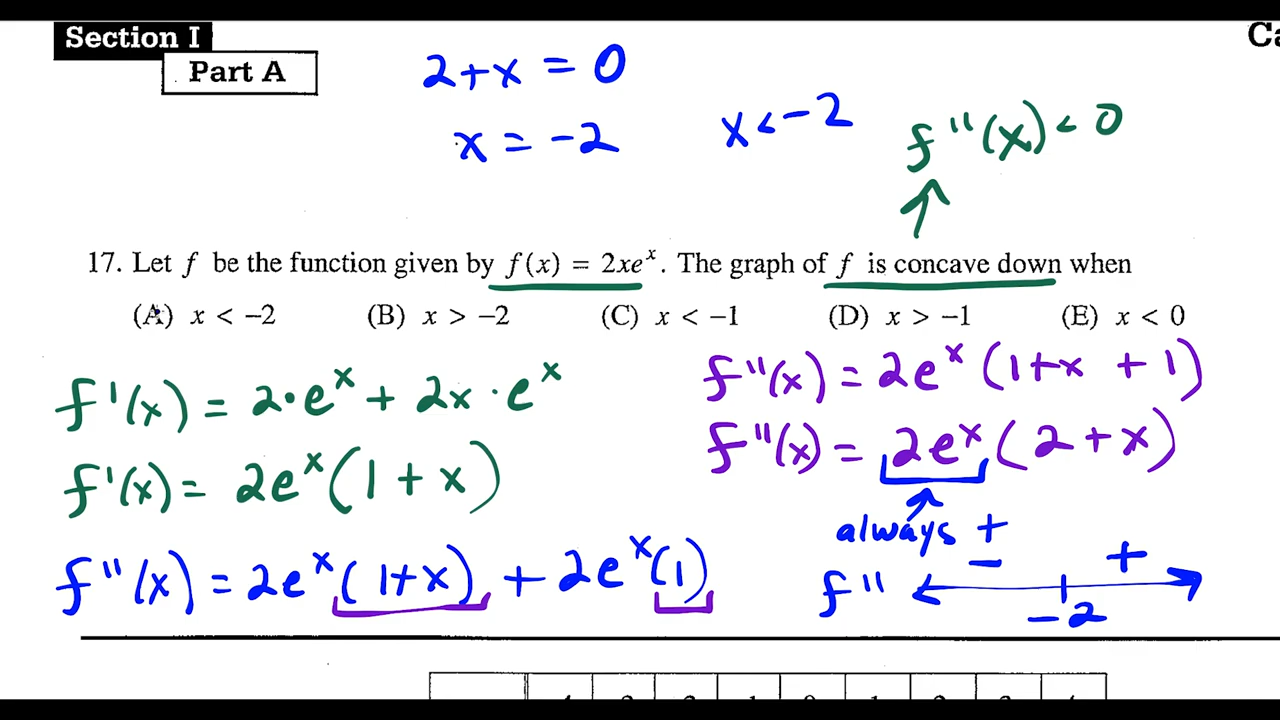 Section I
Ca
Part A
2+x = 0
x = -2
x < -2
f''(x) < 0
17. Let f be the function given by f(x) = 2xe^x. The graph of f is concave down when
(A) x < −2 (B) x > −2 (C) x < −1 (D) x > −1 (E) x < 0
f'(x) = 2·e^x + 2x·e^x
f'(x) = 2e^x(1+x)
f''(x) = 2e^x(1+x) + 2e^x(1)
f''(x) = 2e^x(1+x+1)
f''(x) = 2e^x(2+x)
always +
− +
f''
-2